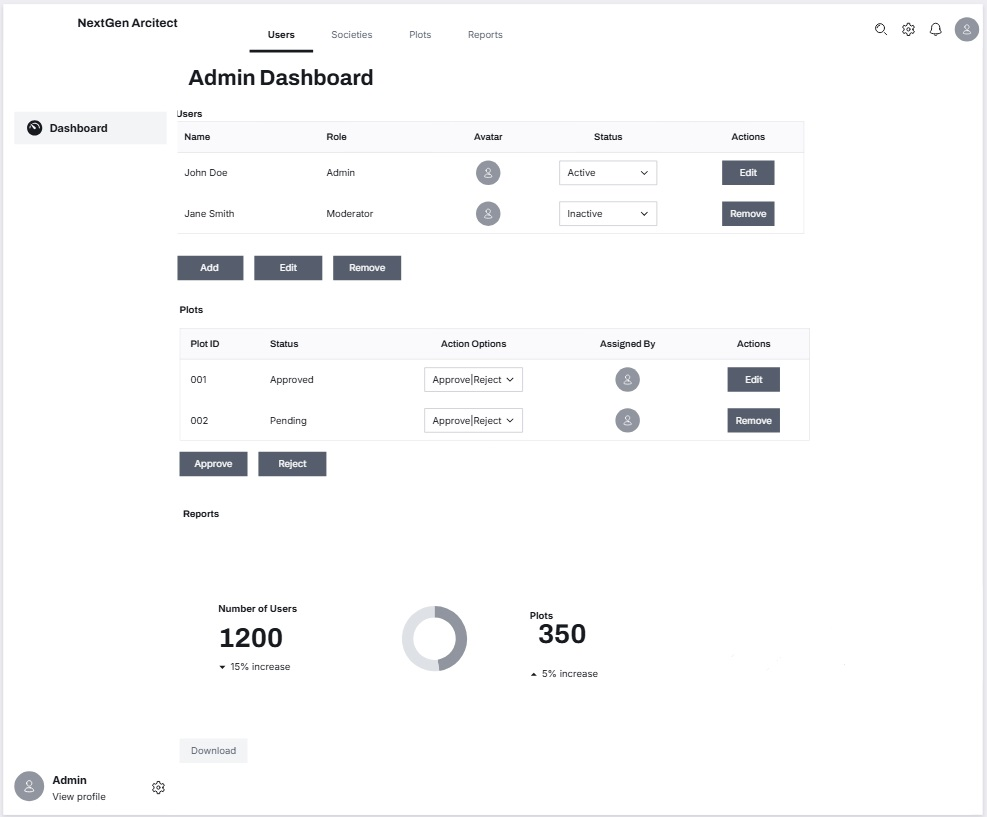 NextGen Arcitect
Users Societies Plots Reports
Admin Dashboard
Dashboard
Users
Name Role Avatar Status Actions
John Doe Admin Active Edit
Jane Smith Moderator Inactive Remove
Add Edit Remove
Plots
Plot ID Status Action Options Assigned By Actions
001 Approved Approve|Reject Edit
002 Pending Approve|Reject Remove
Approve Reject
Reports
Number of Users
1200
15% increase
Plots
350
5% increase
Download
Admin
View profile